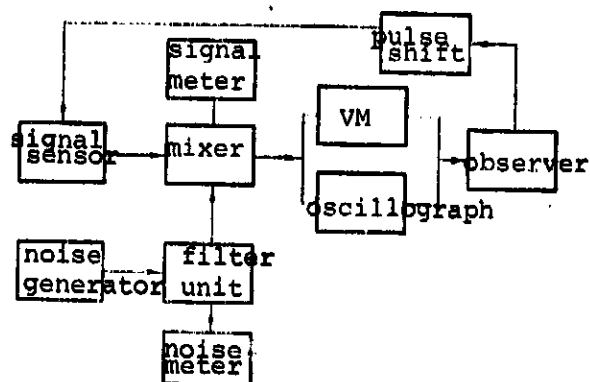 pulse
shift
signal
meter
VM
signal
sensor
mixer
observer
oscillograph
noise
generator
filter
unit
noise
meter